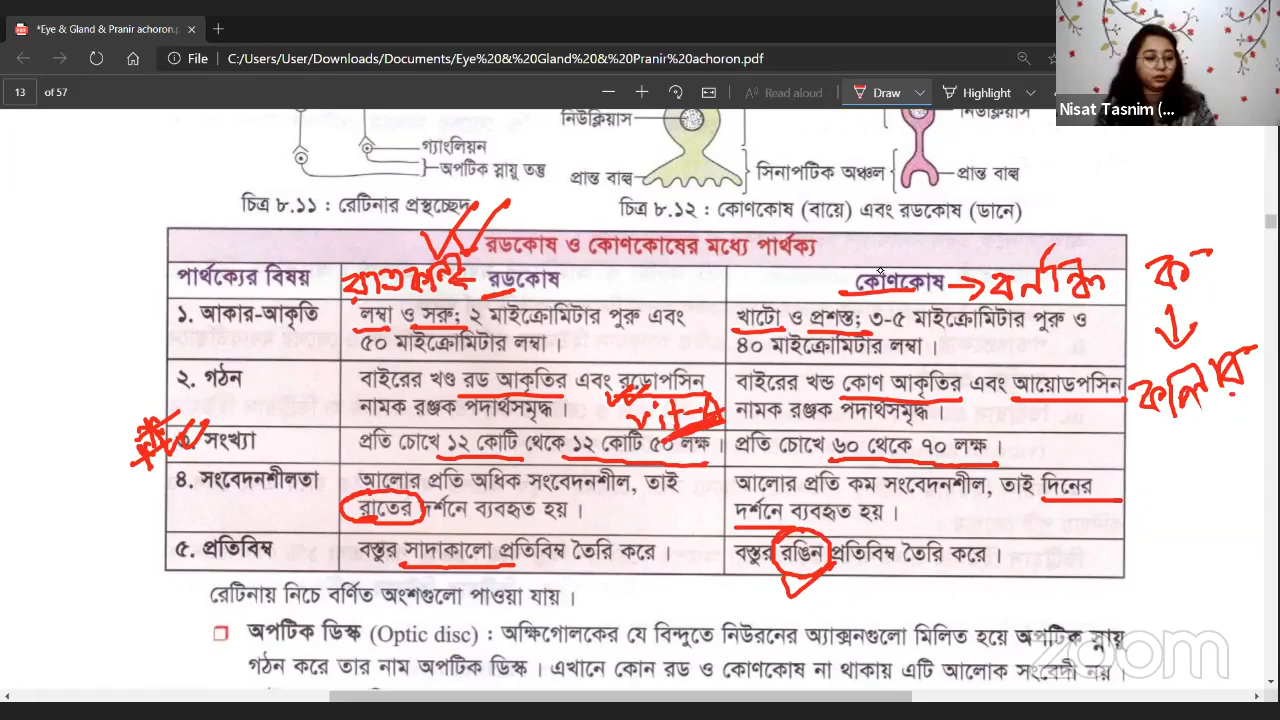 *Eye & Gland & Pranir achoron.pdf
File C:/Users/User/Downloads/Documents/Eye%20&%20Gland%20&%20Pranir%20achoron.pdf
13 of 57
Read aloud
Draw
Highlight
Nisat Tasnim (...
নিউক্লিয়াস
নিউক্লিয়াস
গ্যাংলিয়ন
অপটিক স্নায়ু তন্তু
প্রান্ত বাল্ব
সিনাপটিক অঞ্চল
প্রান্ত বাল্ব
চিত্র ৮.১১ : রেটিনার প্রস্থচ্ছেদ
চিত্র ৮.১২ : কোণকোষ (বায়ে) এবং রডকোষ (ডানে)
রডকোষ ও কোণকোষের মধ্যে পার্থক্য
পার্থক্যের বিষয় রডকোষ কোণকোষ
রাতকানা
১. আকার-আকৃতি লম্বা ও সরু; ২ মাইক্রোমিটার পুরু এবং খাটো ও প্রশস্ত; ৩-৫ মাইক্রোমিটার পুরু ও
৫০ মাইক্রোমিটার লম্বা। ৪০ মাইক্রোমিটার লম্বা।
২. গঠন বাইরের খণ্ড রড আকৃতির এবং রডোপসিন বাইরের খন্ড কোণ আকৃতির এবং আয়োডপসিন
নামক রঞ্জক পদার্থসমৃদ্ধ। নামক রঞ্জক পদার্থসমৃদ্ধ।
vit-A
৩. সংখ্যা প্রতি চোখে ১২ কোটি থেকে ১২ কোটি ৫০ লক্ষ। প্রতি চোখে ৬০ থেকে ৭০ লক্ষ।
৪. সংবেদনশীলতা আলোর প্রতি অধিক সংবেদনশীল, তাই আলোর প্রতি কম সংবেদনশীল, তাই দিনের
রাতের দর্শনে ব্যবহৃত হয়। দর্শনে ব্যবহৃত হয়।
৫. প্রতিবিম্ব বস্তুর সাদাকালো প্রতিবিম্ব তৈরি করে। বস্তুর রঙিন প্রতিবিম্ব তৈরি করে।
রেটিনায় নিচে বর্ণিত অংশগুলো পাওয়া যায়।
অপটিক ডিস্ক (Optic disc) : অক্ষিগোলকের যে বিন্দুতে নিউরনের অ্যাক্সনগুলো মিলিত হয়ে অপটিক স্নায়ু
গঠন করে তার নাম অপটিক ডিস্ক। এখানে কোন রড ও কোণকোষ না থাকায় এটি আলোক সংবেদী নয়।
zoom